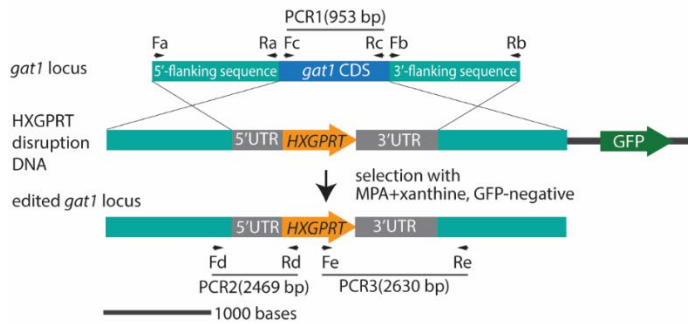 PCR1(953 bp)
Fa Ra Fc Rc Fb Rb
gat1 locus
5'-flanking sequence gat1 CDS 3'-flanking sequence
HXGPRT
disruption
DNA
5'UTR HXGPRT 3'UTR GFP
selection with
MPA+xanthine, GFP-negative
edited gat1 locus
5'UTR HXGPRT 3'UTR
Fd Rd Fe Re
PCR2(2469 bp) PCR3(2630 bp)
1000 bases